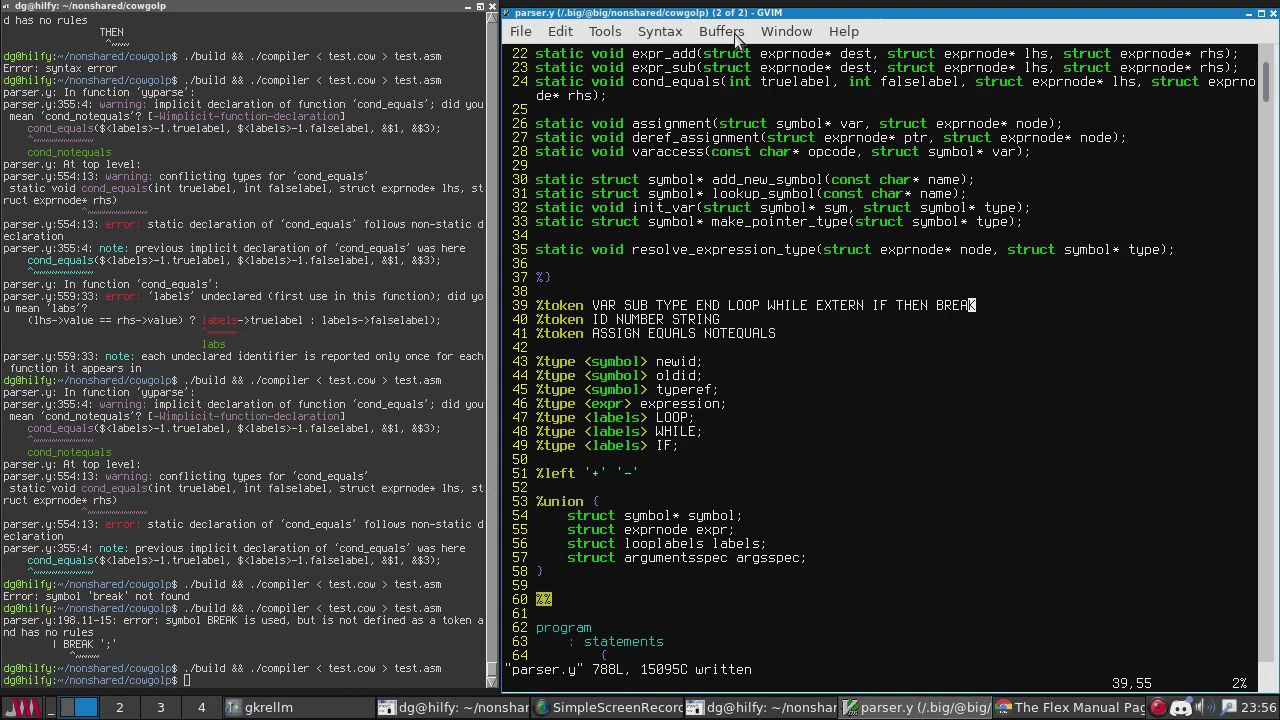 dg@hilfy: ~/nonshared/cowgolp
d has no rules
THEN
^~~~
dg@hilfy:~/nonshared/cowgolp$ ./build && ./compiler < test.cow > test.asm
Error: syntax error
dg@hilfy:~/nonshared/cowgolp$ ./build && ./compiler < test.cow > test.asm
parser.y: In function ‘yyparse’:
parser.y:355:4: warning: implicit declaration of function ‘cond_equals’; did you
mean ‘cond_notequals’? [-Wimplicit-function-declaration]
cond_equals($<labels>-1.truelabel, $<labels>-1.falselabel, &$1, &$3);
^~~~~~~~~~~
cond_notequals
parser.y: At top level:
parser.y:554:13: warning: conflicting types for ‘cond_equals’
static void cond_equals(int truelabel, int falselabel, struct exprnode* lhs, st
ruct exprnode* rhs)
^~~~~~~~~~~
parser.y:554:13: error: static declaration of ‘cond_equals’ follows non-static d
eclaration
parser.y:355:4: note: previous implicit declaration of ‘cond_equals’ was here
cond_equals($<labels>-1.truelabel, $<labels>-1.falselabel, &$1, &$3);
^~~~~~~~~~~
parser.y: In function ‘cond_equals’:
parser.y:559:33: error: ‘labels’ undeclared (first use in this function); did yo
u mean ‘labs’?
(lhs->value == rhs->value) ? labels->truelabel : labels->falselabel);
^~~~~~
labs
parser.y:559:33: note: each undeclared identifier is reported only once for each
function it appears in
dg@hilfy:~/nonshared/cowgolp$ ./build && ./compiler < test.cow > test.asm
parser.y: In function ‘yyparse’:
parser.y:355:4: warning: implicit declaration of function ‘cond_equals’; did you
mean ‘cond_notequals’? [-Wimplicit-function-declaration]
cond_equals($<labels>-1.truelabel, $<labels>-1.falselabel, &$1, &$3);
^~~~~~~~~~~
cond_notequals
parser.y: At top level:
parser.y:554:13: warning: conflicting types for ‘cond_equals’
static void cond_equals(int truelabel, int falselabel, struct exprnode* lhs, st
ruct exprnode* rhs)
^~~~~~~~~~~
parser.y:554:13: error: static declaration of ‘cond_equals’ follows non-static d
eclaration
parser.y:355:4: note: previous implicit declaration of ‘cond_equals’ was here
cond_equals($<labels>-1.truelabel, $<labels>-1.falselabel, &$1, &$3);
^~~~~~~~~~~
dg@hilfy:~/nonshared/cowgolp$ ./build && ./compiler < test.cow > test.asm
Error: symbol 'break' not found
dg@hilfy:~/nonshared/cowgolp$ ./build && ./compiler < test.cow > test.asm
parser.y:198.11-15: error: symbol BREAK is used, but is not defined as a token a
nd has no rules
| BREAK ';'
^~~~~
dg@hilfy:~/nonshared/cowgolp$ ./build && ./compiler < test.cow > test.asm
dg@hilfy:~/nonshared/cowgolp$
parser.y (/.big/@big/nonshared/cowgolp) (2 of 2) - GVIM
File Edit Tools Syntax Buffers Window Help
22 static void expr_add(struct exprnode* dest, struct exprnode* lhs, struct exprnode* rhs);
23 static void expr_sub(struct exprnode* dest, struct exprnode* lhs, struct exprnode* rhs);
24 static void cond_equals(int truelabel, int falselabel, struct exprnode* lhs, struct exprno
de* rhs);
25
26 static void assignment(struct symbol* var, struct exprnode* node);
27 static void deref_assignment(struct exprnode* ptr, struct exprnode* node);
28 static void varaccess(const char* opcode, struct symbol* var);
29
30 static struct symbol* add_new_symbol(const char* name);
31 static struct symbol* lookup_symbol(const char* name);
32 static void init_var(struct symbol* sym, struct symbol* type);
33 static struct symbol* make_pointer_type(struct symbol* type);
34
35 static void resolve_expression_type(struct exprnode* node, struct symbol* type);
36
37 %}
38
39 %token VAR SUB TYPE END LOOP WHILE EXTERN IF THEN BREAK
40 %token ID NUMBER STRING
41 %token ASSIGN EQUALS NOTEQUALS
42
43 %type <symbol> newid;
44 %type <symbol> oldid;
45 %type <symbol> typeref;
46 %type <expr> expression;
47 %type <labels> LOOP;
48 %type <labels> WHILE;
49 %type <labels> IF;
50
51 %left '+' '-'
52
53 %union {
54 struct symbol* symbol;
55 struct exprnode expr;
56 struct looplabels labels;
57 struct argumentsspec argsspec;
58 }
59
60 %%
61
62 program
63 : statements
64 {
"parser.y" 788L, 15095C written
39,55 2%
2 3 4 gkrellm dg@hilfy: ~/nonshar SimpleScreenRecord dg@hilfy: ~/nonshar parser.y (/.big/@big/ The Flex Manual Pag 23:56